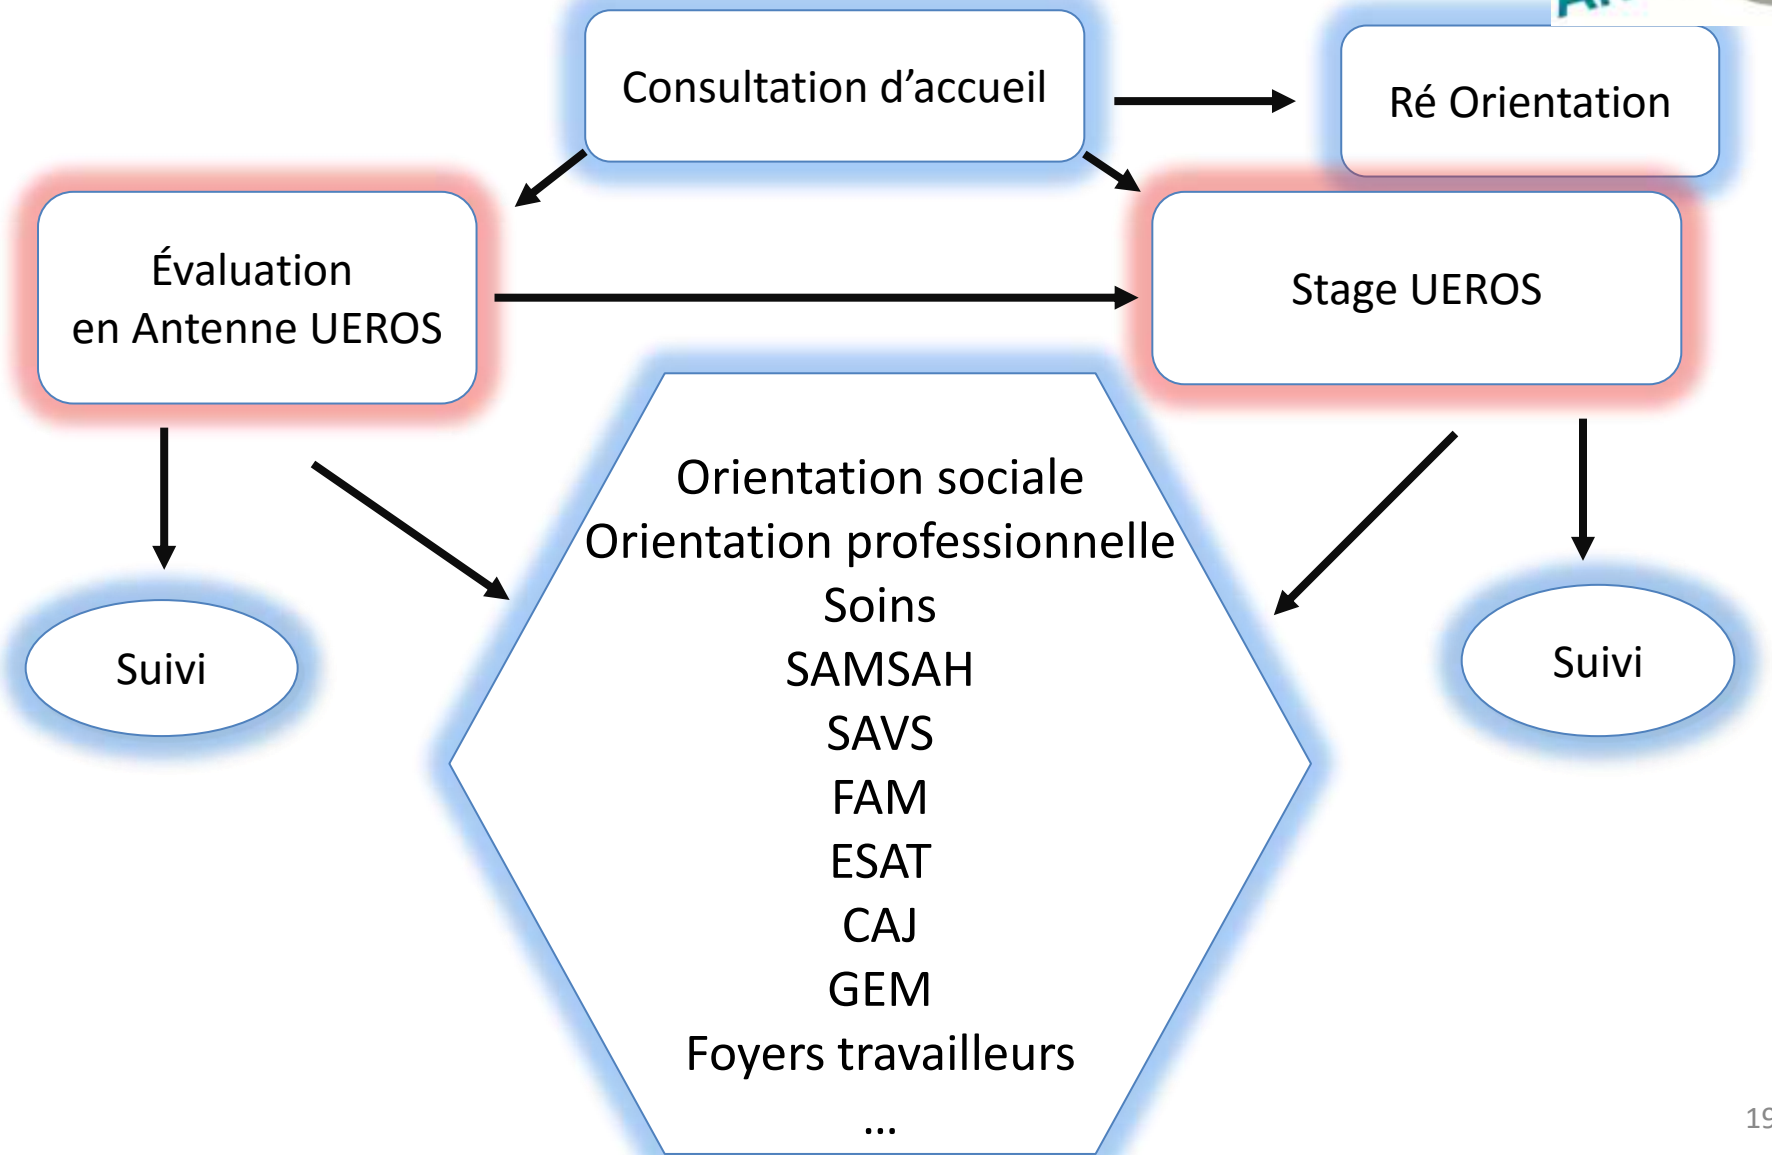 Consultation d’accueil
Ré Orientation
Évaluation
en Antenne UEROS
Stage UEROS
Orientation sociale
Orientation professionnelle
Soins
SAMSAH
SAVS
FAM
ESAT
CAJ
GEM
Foyers travailleurs
...
Suivi
Suivi
19